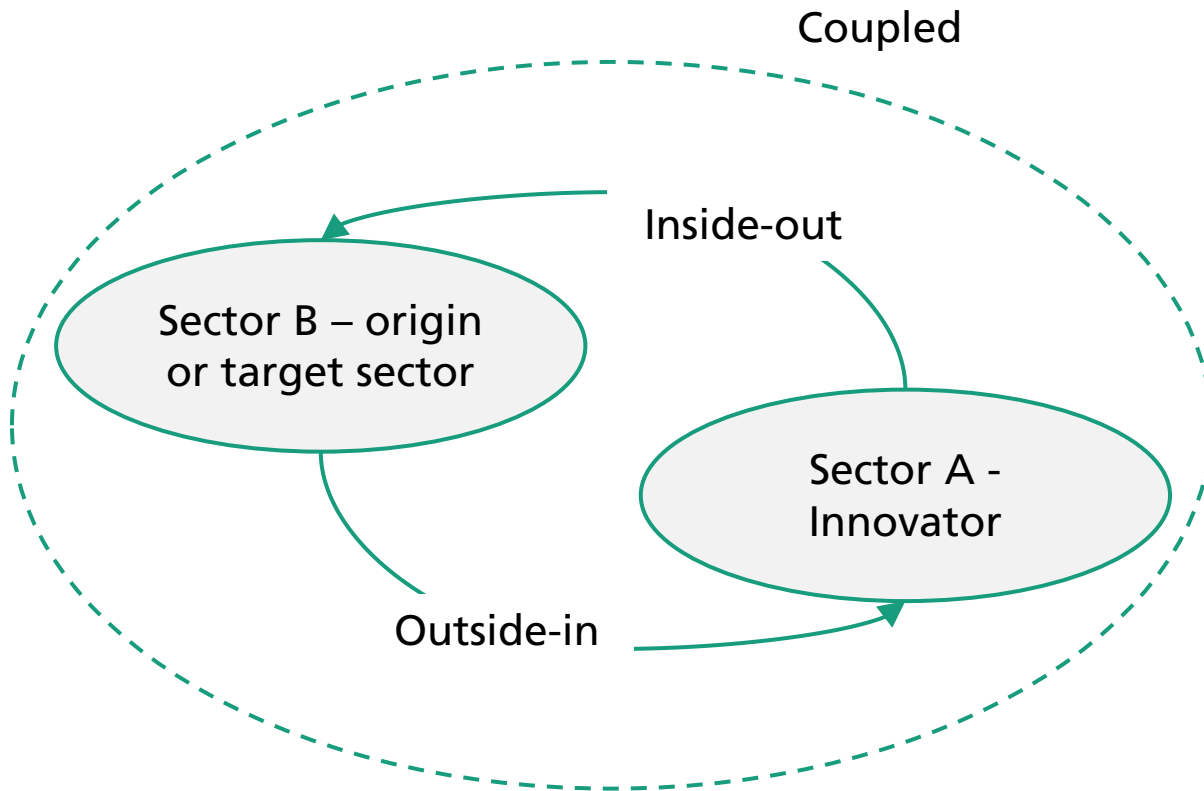 Coupled
Inside-out
Sector B – origin
or target sector
Sector A -
Innovator
Outside-in